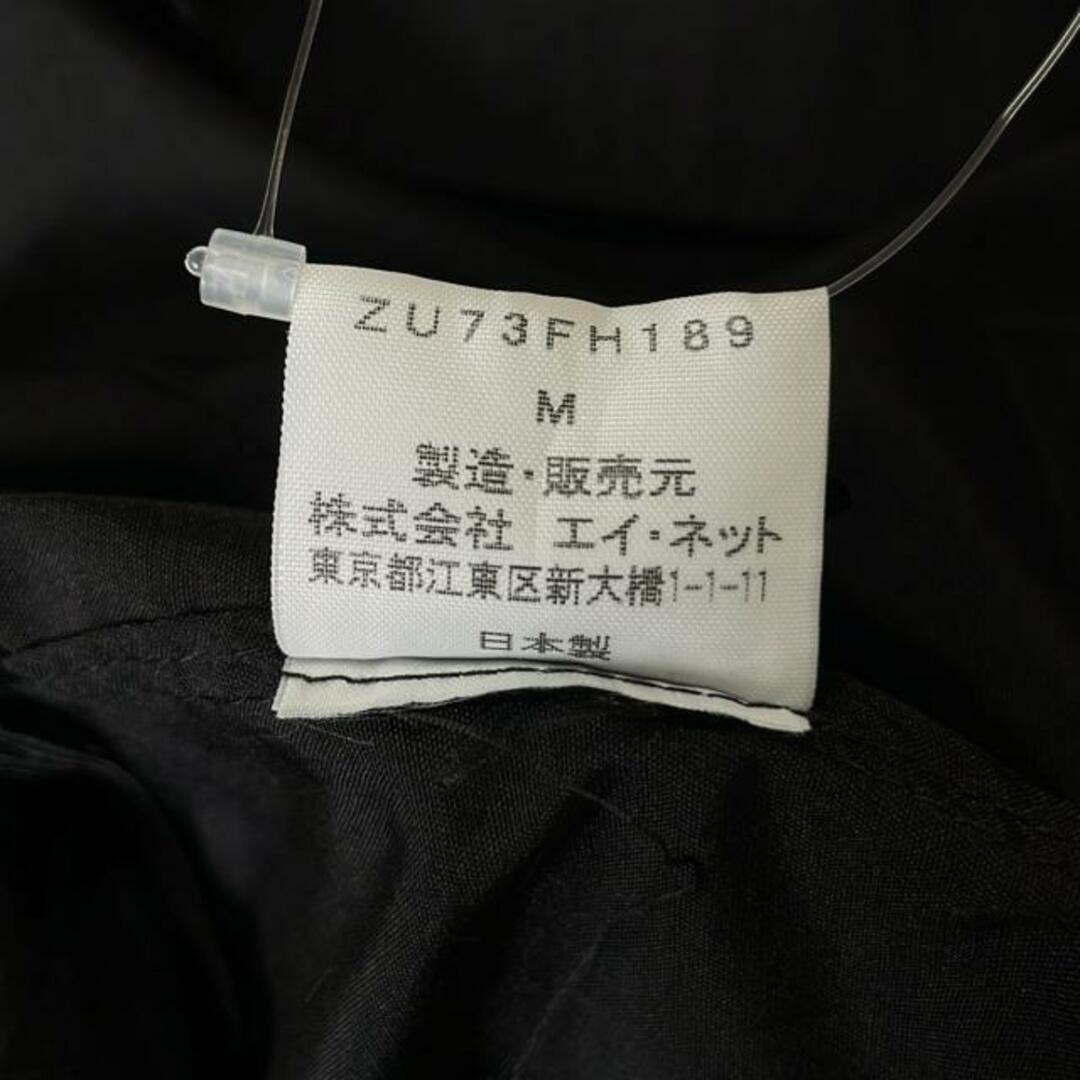 ZU73FH189
M
製造・販売元
株式会社 エイ・ネット
東京都江東区新大橋1-1-11
日本製